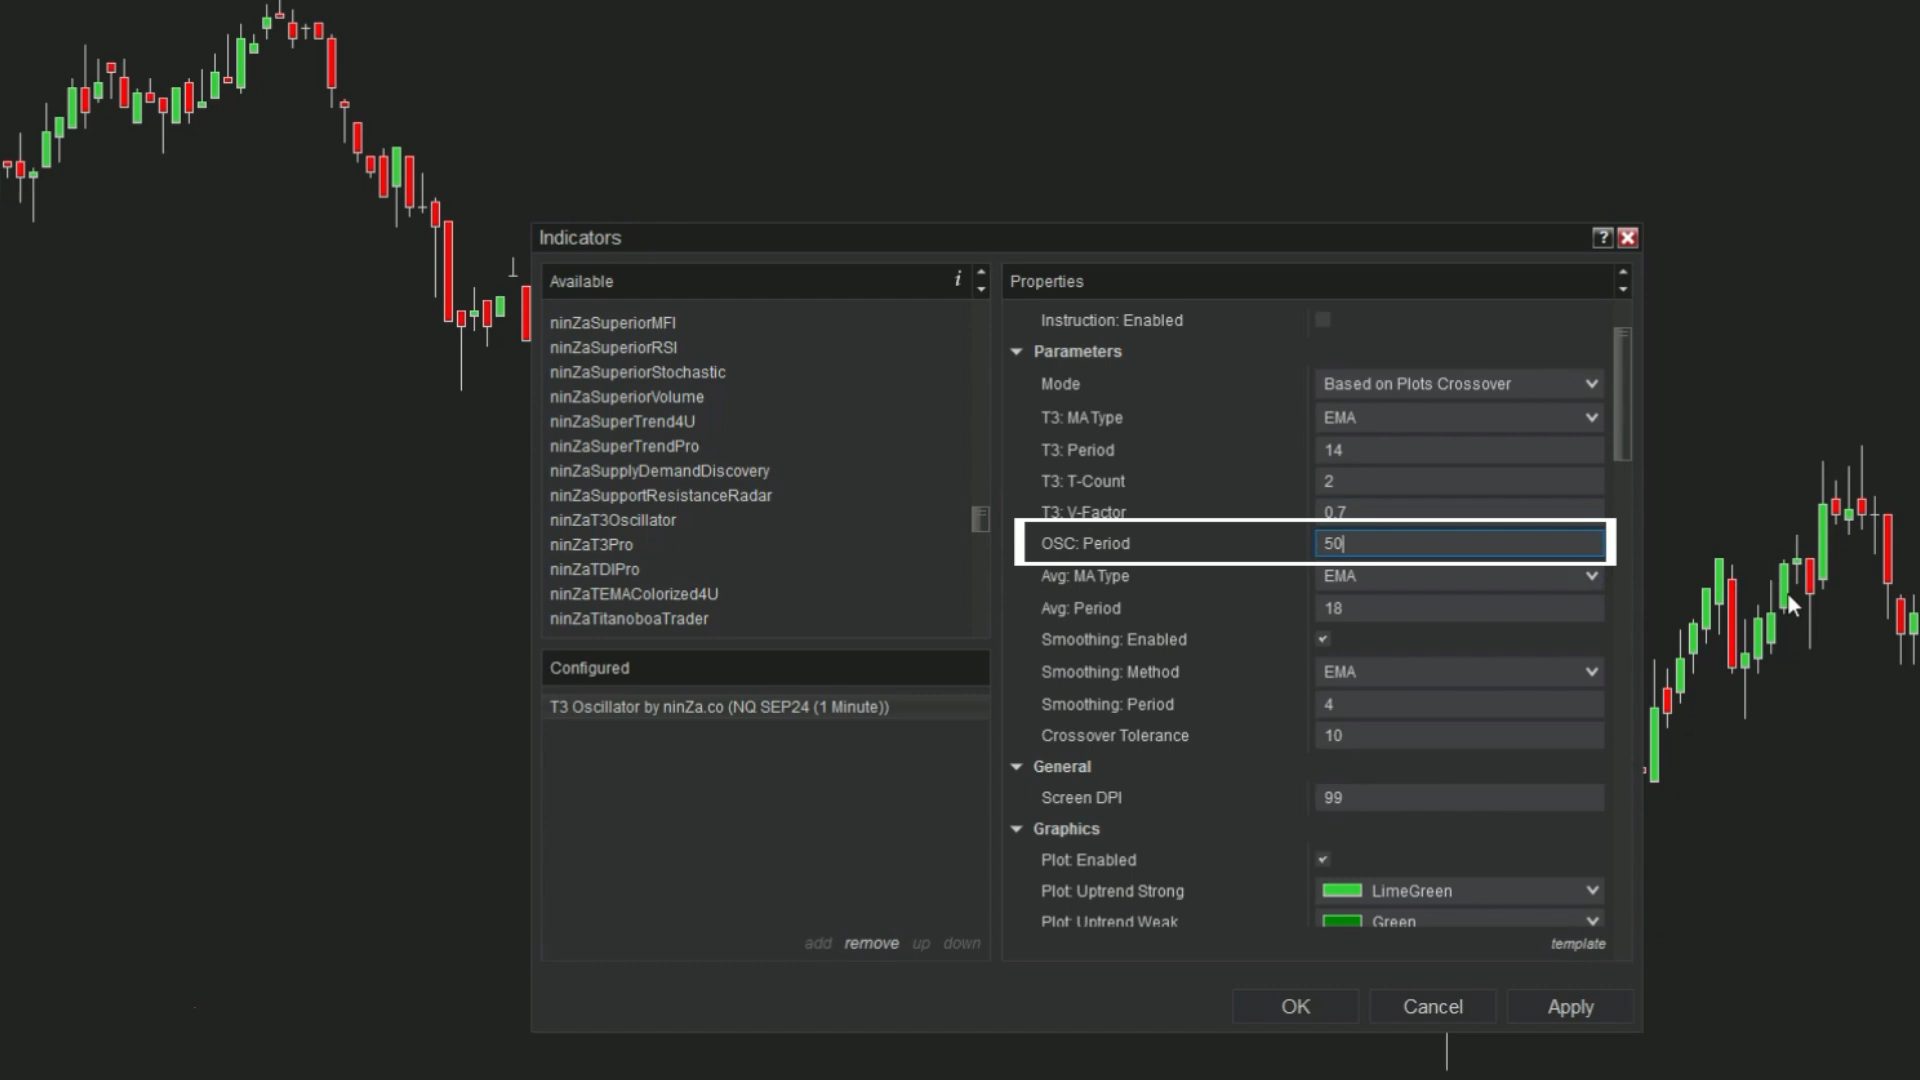 Indicators
?
Available
i
ninZaSuperiorMFI
ninZaSuperiorRSI
ninZaSuperiorStochastic
ninZaSuperiorVolume
ninZaSuperTrend4U
ninZaSuperTrendPro
ninZaSupplyDemandDiscovery
ninZaSupportResistanceRadar
ninZaT3Oscillator
ninZaT3Pro
ninZaTDIPro
ninZaTEMAColorized4U
ninZaTitanoboaTrader
Configured
T3 Oscillator by ninZa.co (NQ SEP24 (1 Minute))
add remove up down
Properties
Instruction: Enabled
Parameters
Mode Based on Plots Crossover
T3: MA Type EMA
T3: Period 14
T3: T-Count 2
T3: V-Factor 0.7
OSC: Period 50
Avg: MA Type EMA
Avg: Period 18
Smoothing: Enabled
Smoothing: Method EMA
Smoothing: Period 4
Crossover Tolerance 10
General
Screen DPI 99
Graphics
Plot: Enabled
Plot: Uptrend Strong LimeGreen
Plot: Uptrend Weak Green
template
OK Cancel Apply